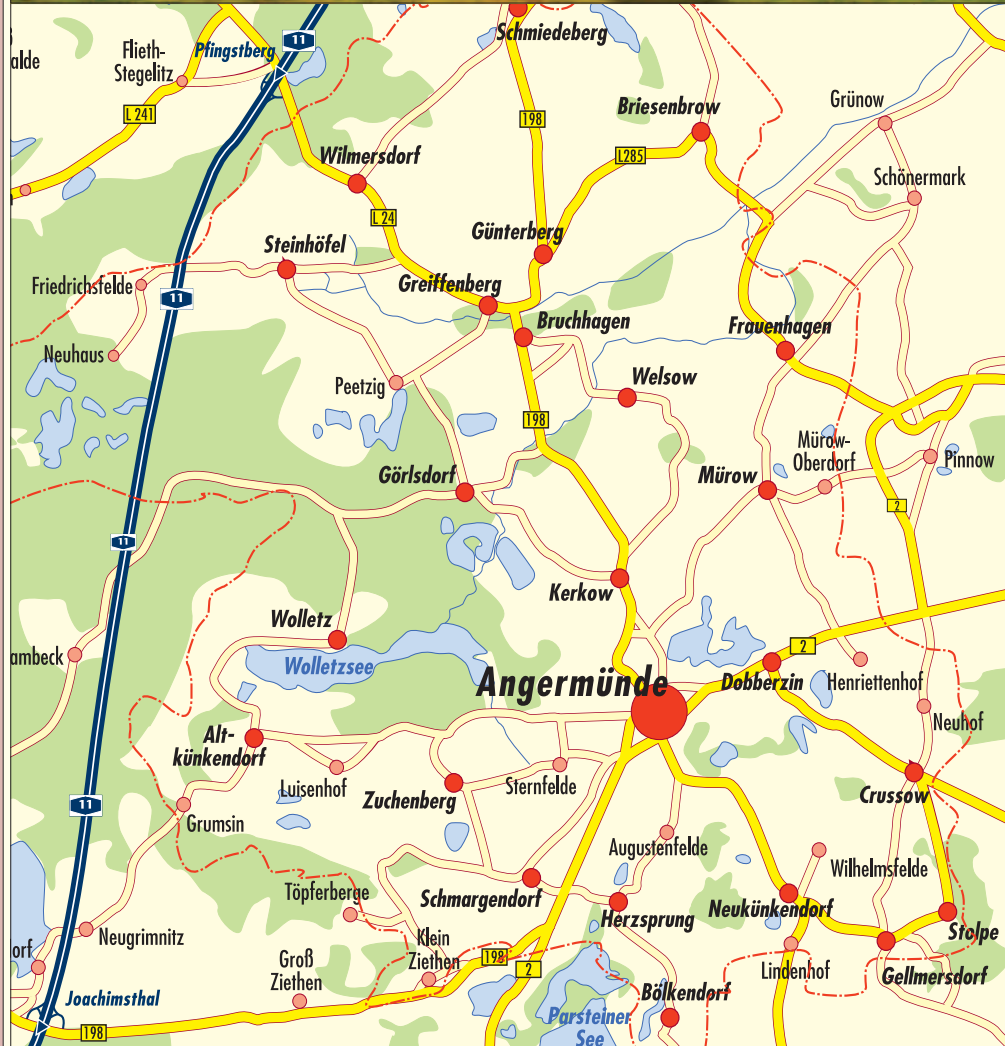 Schmiedeberg
11
Pfingstberg
Flieth-
Stegelitz
alde
L 241
198
Briesenbrow
Grünow
L285
Wilmersdorf
Schönermark
L 24
Günterberg
Steinhöfel
Friedrichsfelde
Greiffenberg
11
Bruchhagen
Frauenhagen
Neuhaus
Peetzig
Welsow
198
Mürow-
Oberdorf
Pinnow
Görlsdorf
Mürow
2
11
Kerkow
Wolletz
ambeck
Wolletzsee
2
Angermünde
Dobberzin
Henriettenhof
Neuhof
Alt-
künkendorf
Luisenhof
Zuchenberg
Sternfelde
Crussow
11
Grumsin
Augustenfelde
Wilhelmsfelde
Töpferberge
Schmargendorf
Herzsprung
Neukünkendorf
Stolpe
Neugrimnitz
Klein
Ziethen
orf
Groß
Ziethen
198
2
Lindenhof
Gellmersdorf
Bölkendorf
Joachimsthal
Parsteiner
See
198